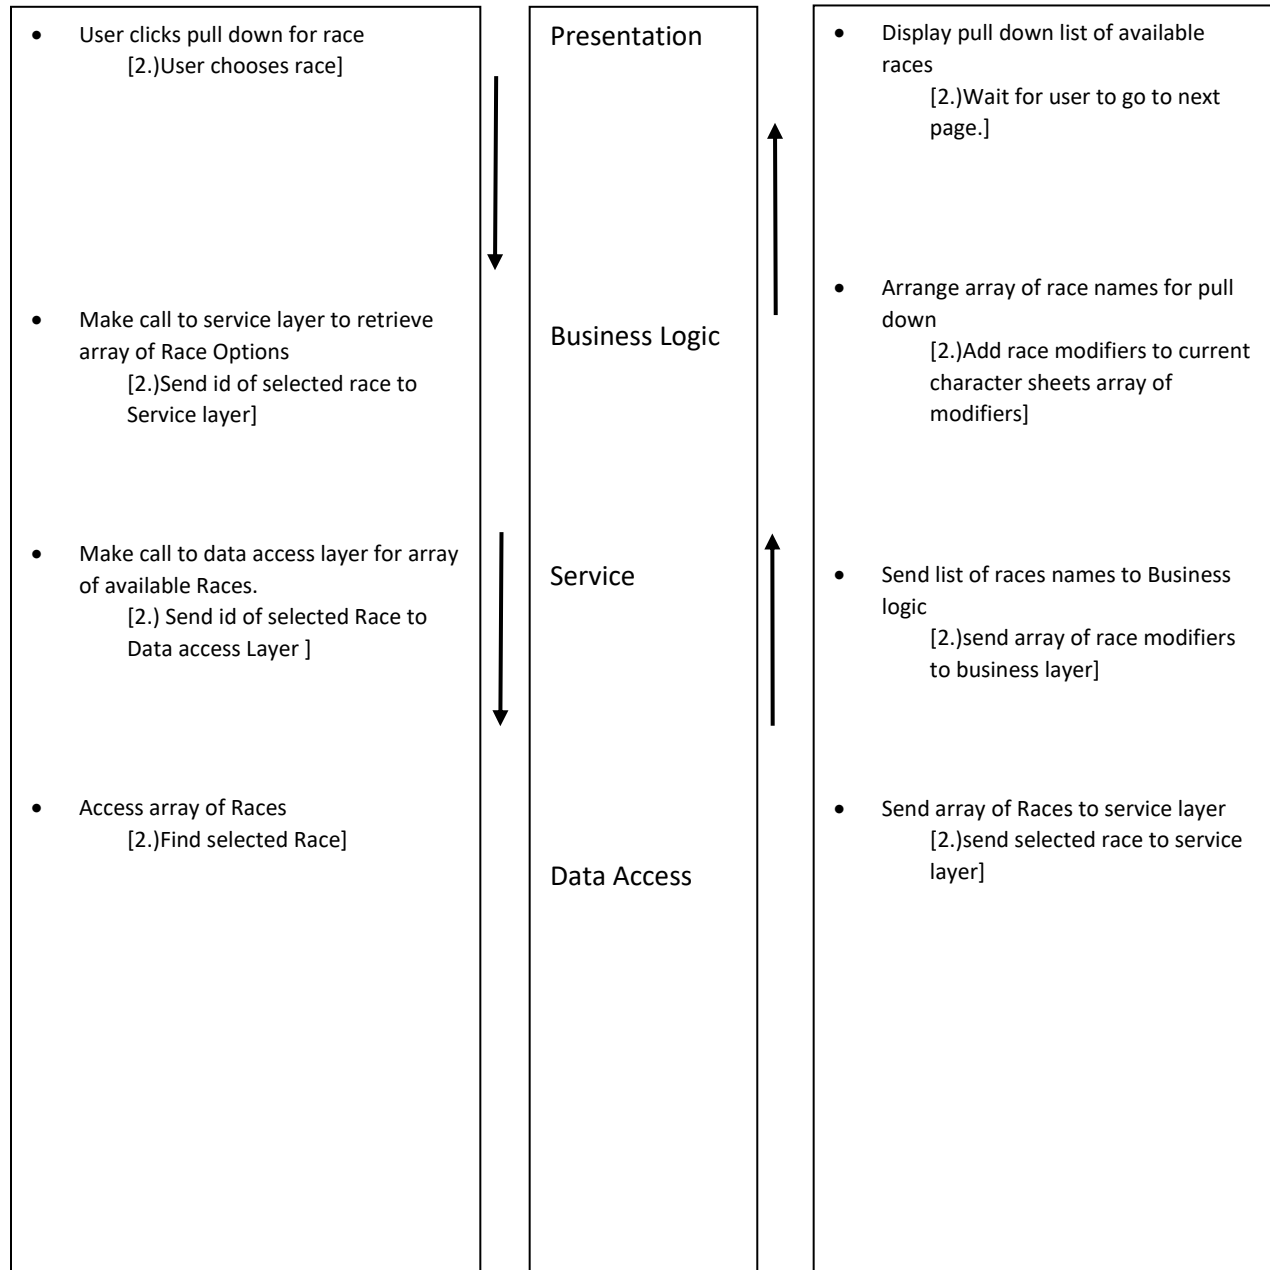 • User clicks pull down for race
[2.)User chooses race]
• Make call to service layer to retrieve
array of Race Options
[2.)Send id of selected race to
Service layer]
• Make call to data access layer for array
of available Races.
[2.) Send id of selected Race to
Data access Layer ]
• Access array of Races
[2.)Find selected Race]
Presentation
Business Logic
Service
Data Access
• Display pull down list of available
races
[2.)Wait for user to go to next
page.]
• Arrange array of race names for pull
down
[2.)Add race modifiers to current
character sheets array of
modifiers]
• Send list of races names to Business
logic
[2.)send array of race modifiers
to business layer]
• Send array of Races to service layer
[2.)send selected race to service
layer]